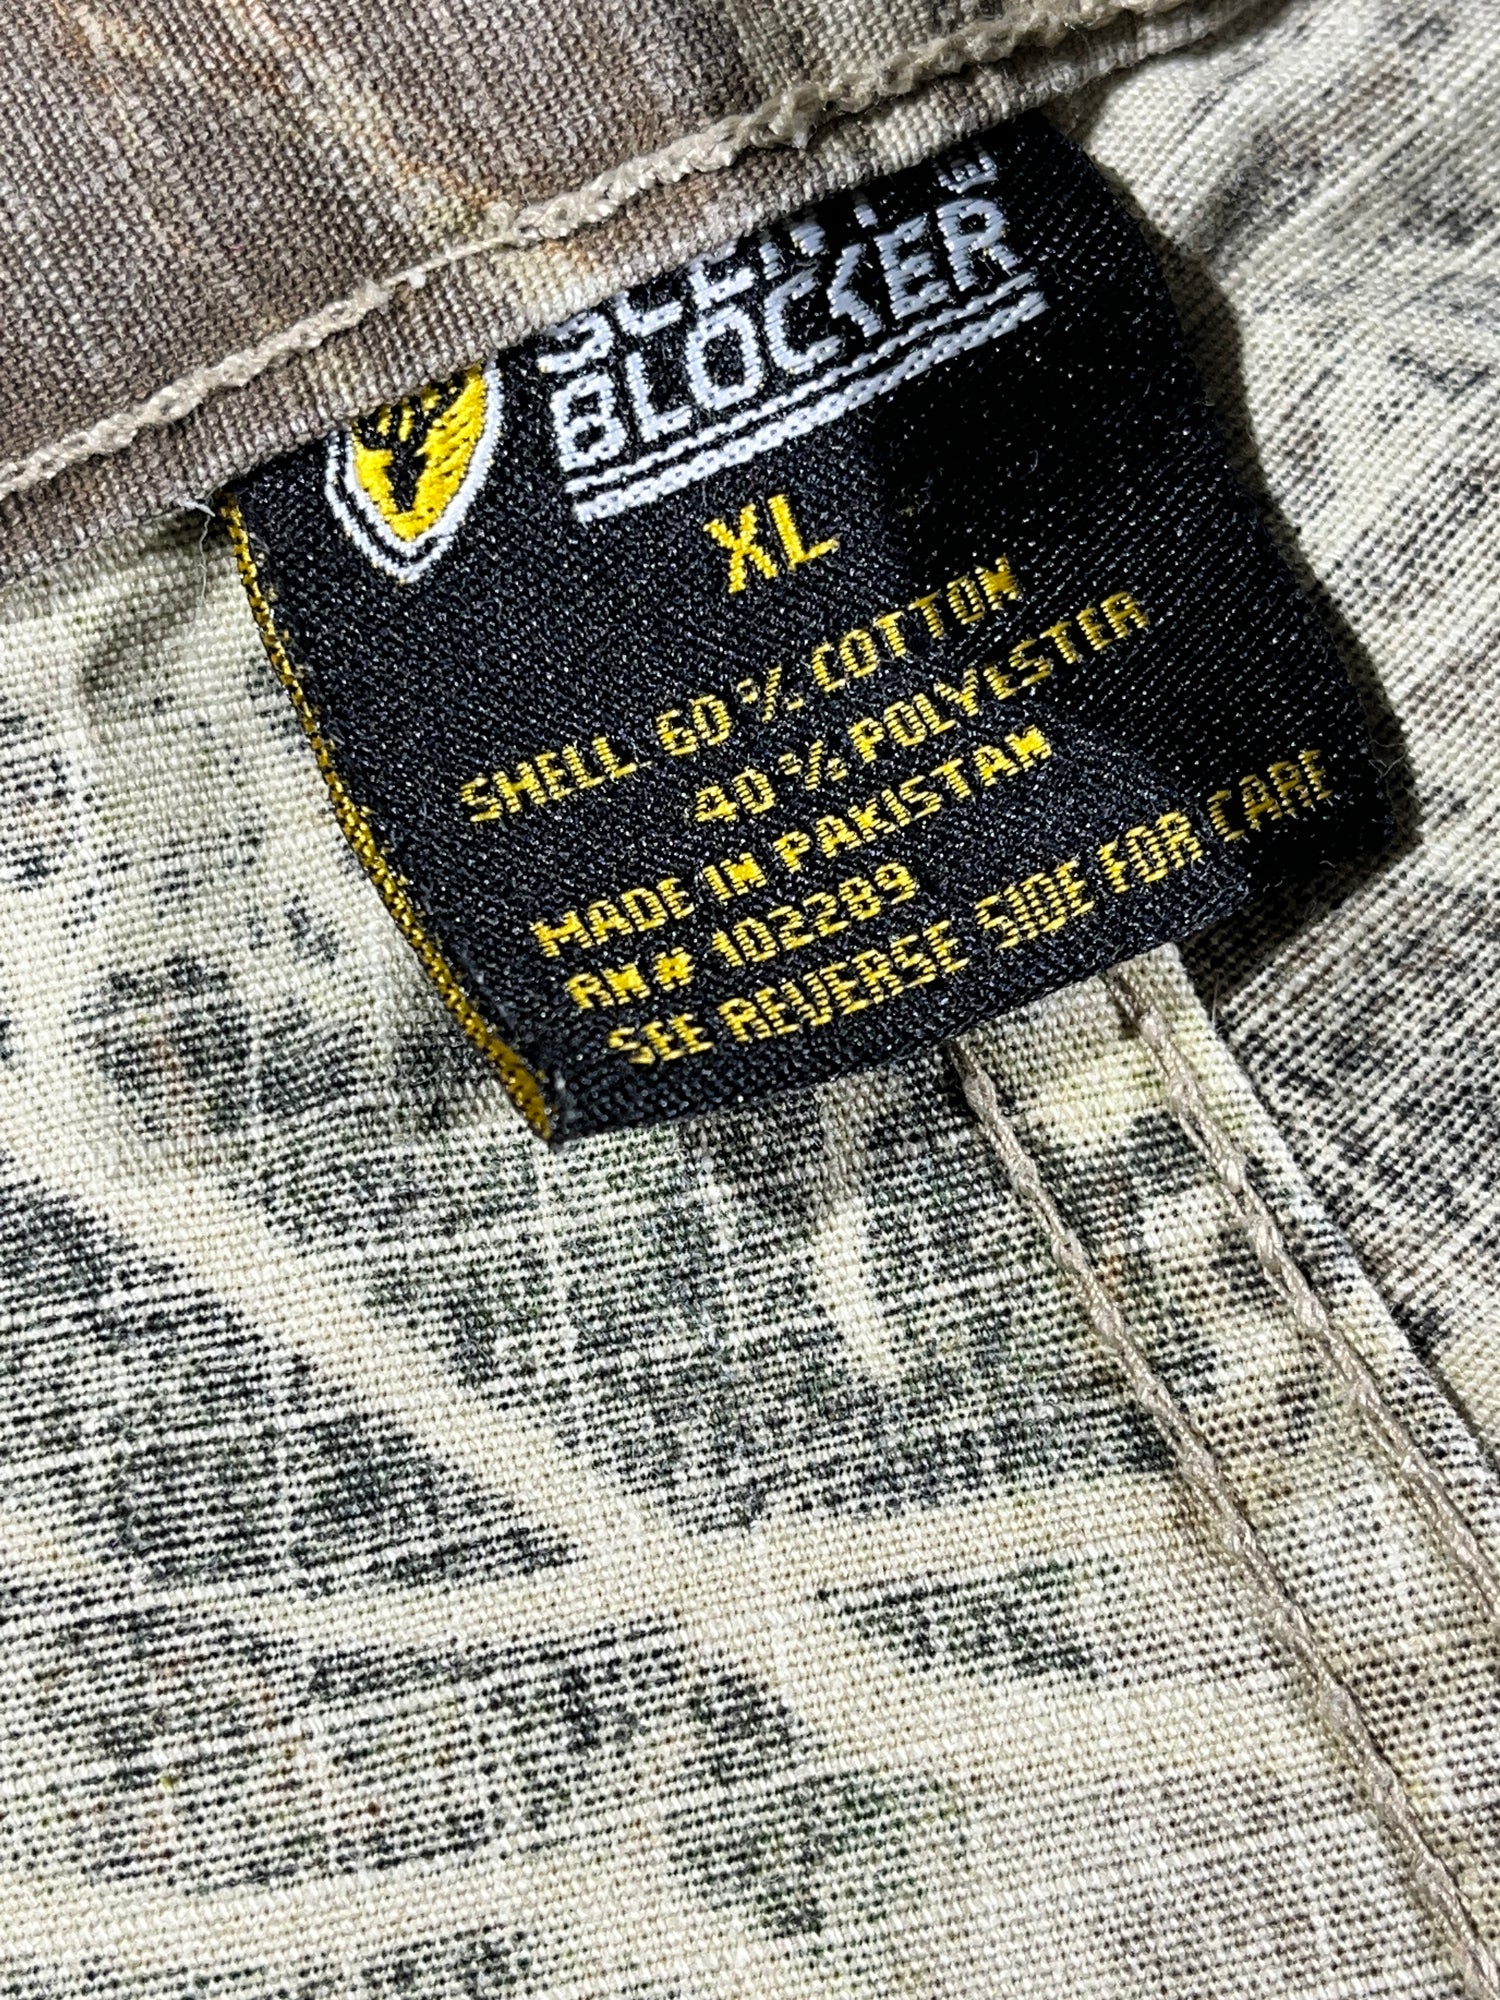 BLOCKER
XL
SHELL 60% COTTON
40% POLYESTER
MADE IN PAKISTAN
RN# 102289
SEE REVERSE SIDE FOR CARE